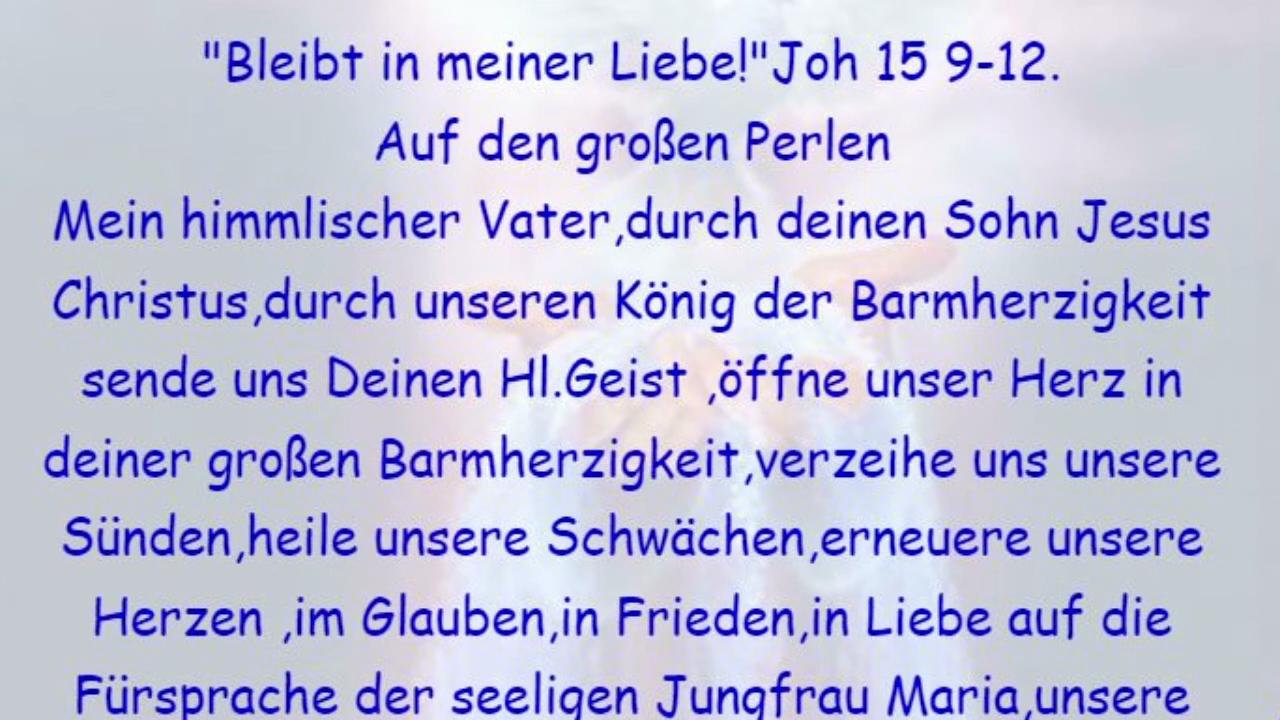 "Bleibt in meiner Liebe!"Joh 15 9-12.
Auf den großen Perlen
Mein himmlischer Vater,durch deinen Sohn Jesus
Christus,durch unseren König der Barmherzigkeit
sende uns Deinen Hl.Geist ,öffne unser Herz in
deiner großen Barmherzigkeit,verzeihe uns unsere
Sünden,heile unsere Schwächen,erneuere unsere
Herzen ,im Glauben,in Frieden,in Liebe auf die
Fürsprache der seeligen Jungfrau Maria,unsere